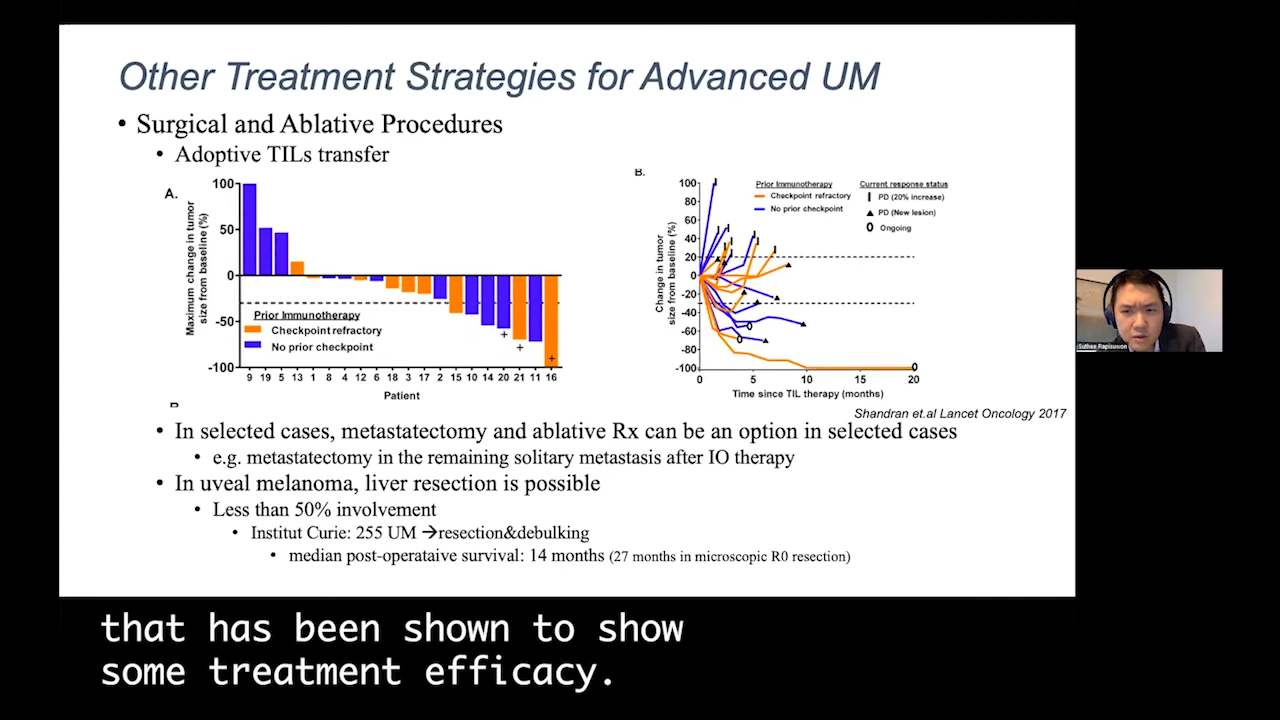 Other Treatment Strategies for Advanced UM
• Surgical and Ablative Procedures
• Adoptive TILs transfer
A.
Maximum change in tumor
size from baseline (%)
100
50
0
-50
-100
Prior Immunotherapy
Checkpoint refractory
No prior checkpoint
+
+
+
9 19 5 13 1 8 4 12 6 18 3 17 2 15 10 14 20 21 11 16
Patient
B.
Change in tumor
size from baseline (%)
100
80
60
40
20
0
-20
-40
-60
-80
-100
Prior Immunotherapy
Checkpoint refractory
No prior checkpoint
Current response status
PD (20% increase)
PD (New lesion)
Ongoing
0 5 10 15 20
Time since TIL therapy (months)
Shandran et.al Lancet Oncology 2017
• In selected cases, metastatectomy and ablative Rx can be an option in selected cases
• e.g. metastatectomy in the remaining solitary metastasis after IO therapy
• In uveal melanoma, liver resection is possible
• Less than 50% involvement
• Institut Curie: 255 UM →resection&debulking
• median post-operataive survival: 14 months (27 months in microscopic R0 resection)
Suthee Rapisuwon
that has been shown to show
some treatment efficacy.